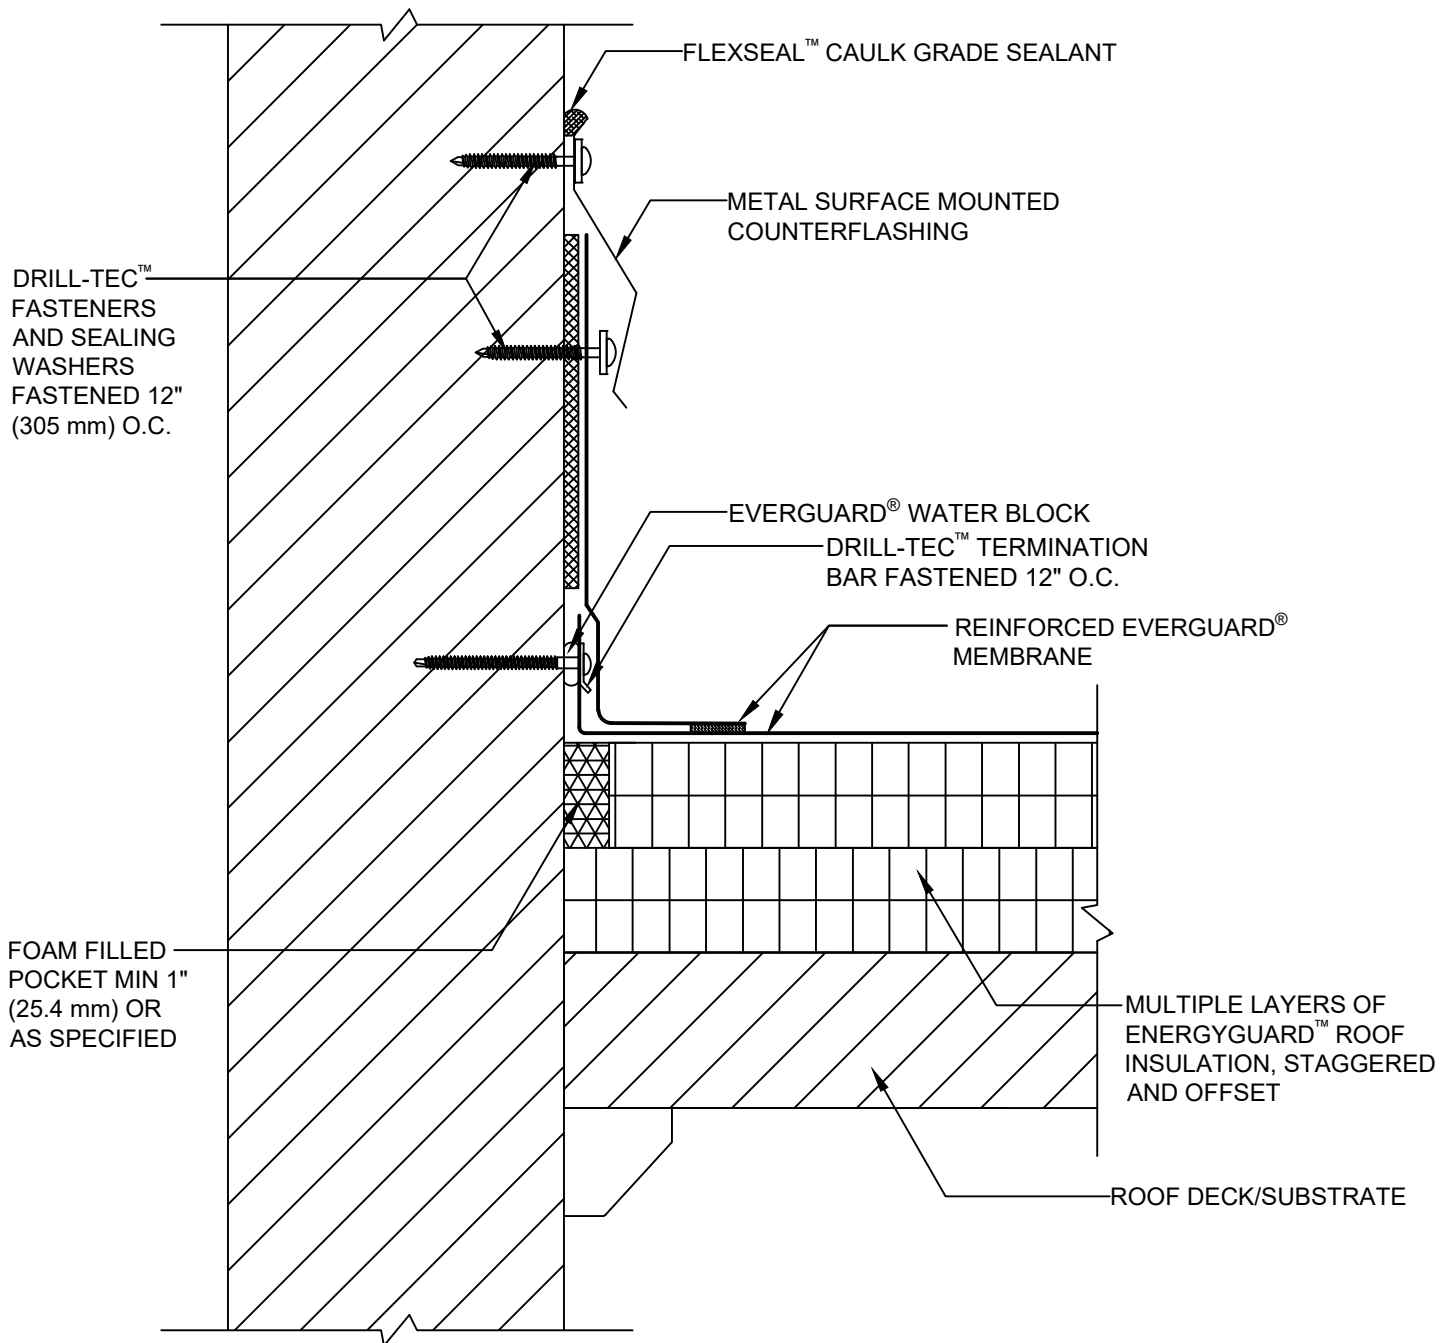 FLEXSEAL™ CAULK GRADE SEALANT
METAL SURFACE MOUNTED
COUNTERFLASHING
DRILL-TEC™
FASTENERS
AND SEALING
WASHERS
FASTENED 12"
(305 mm) O.C.
EVERGUARD® WATER BLOCK
DRILL-TEC™ TERMINATION
BAR FASTENED 12" O.C.
REINFORCED EVERGUARD®
MEMBRANE
FOAM FILLED
POCKET MIN 1"
(25.4 mm) OR
AS SPECIFIED
MULTIPLE LAYERS OF
ENERGYGUARD™ ROOF
INSULATION, STAGGERED
AND OFFSET
ROOF DECK/SUBSTRATE